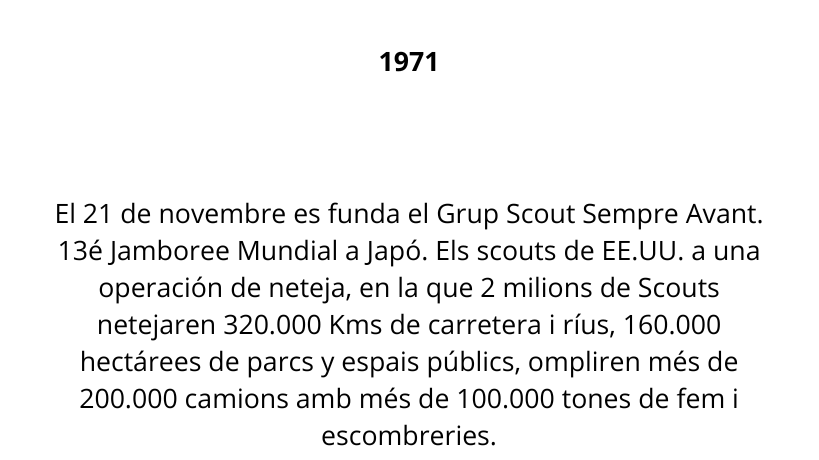 1971
El 21 de novembre es funda el Grup Scout Sempre Avant.
13é Jamboree Mundial a Japó. Els scouts de EE.UU. a una
operación de neteja, en la que 2 milions de Scouts
netejaren 320.000 Kms de carretera i ríus, 160.000
hectárees de parcs y espais públics, ompliren més de
200.000 camions amb més de 100.000 tones de fem i
escombreries.